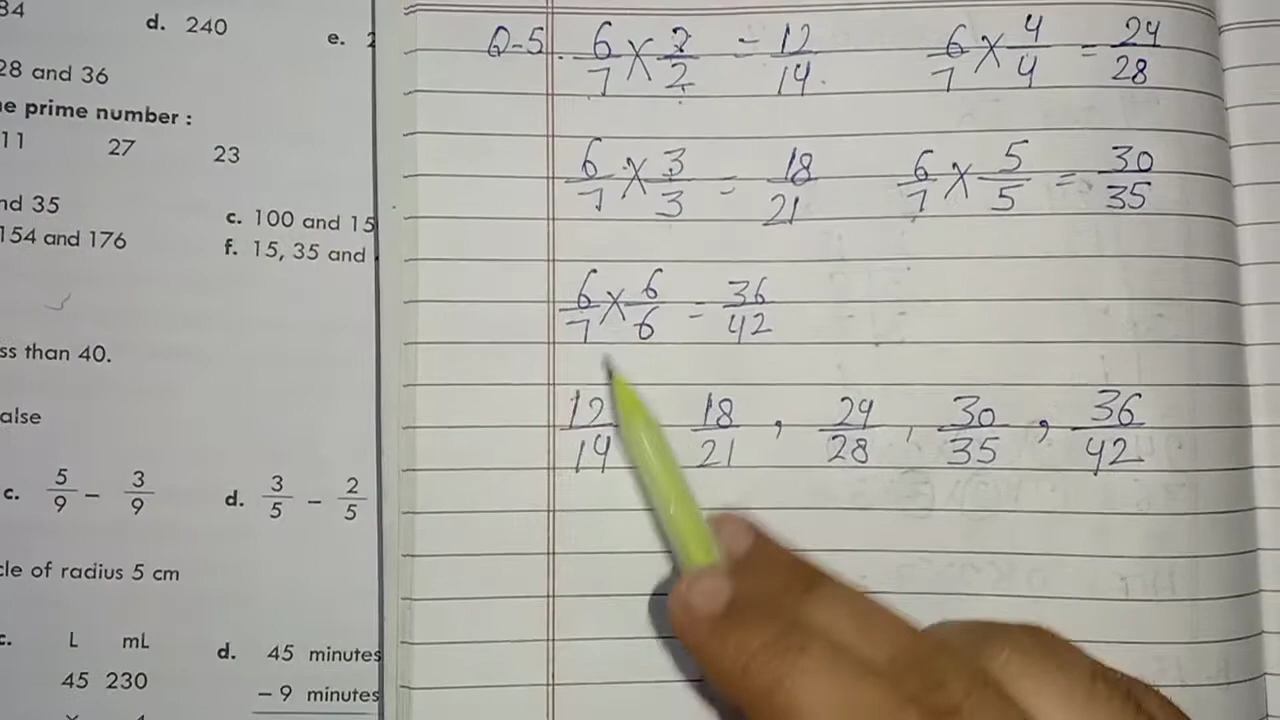 34
d. 240
e.
28 and 36
e prime number :
11 27 23
nd 35
c. 100 and 15
154 and 176
f. 15, 35 and
ss than 40.
alse
c. 5/9 - 3/9 d. 3/5 - 2/5
cle of radius 5 cm
c. L mL
45 230
d. 45 minutes
- 9 minutes
Q-5. 6/7 × 2/2 = 12/14. 6/7 × 4/4 = 24/28
6/7 × 3/3 = 18/21 6/7 × 5/5 = 30/35
6/7 × 6/6 = 36/42
12/14 18/21 , 24/28 , 30/35 , 36/42